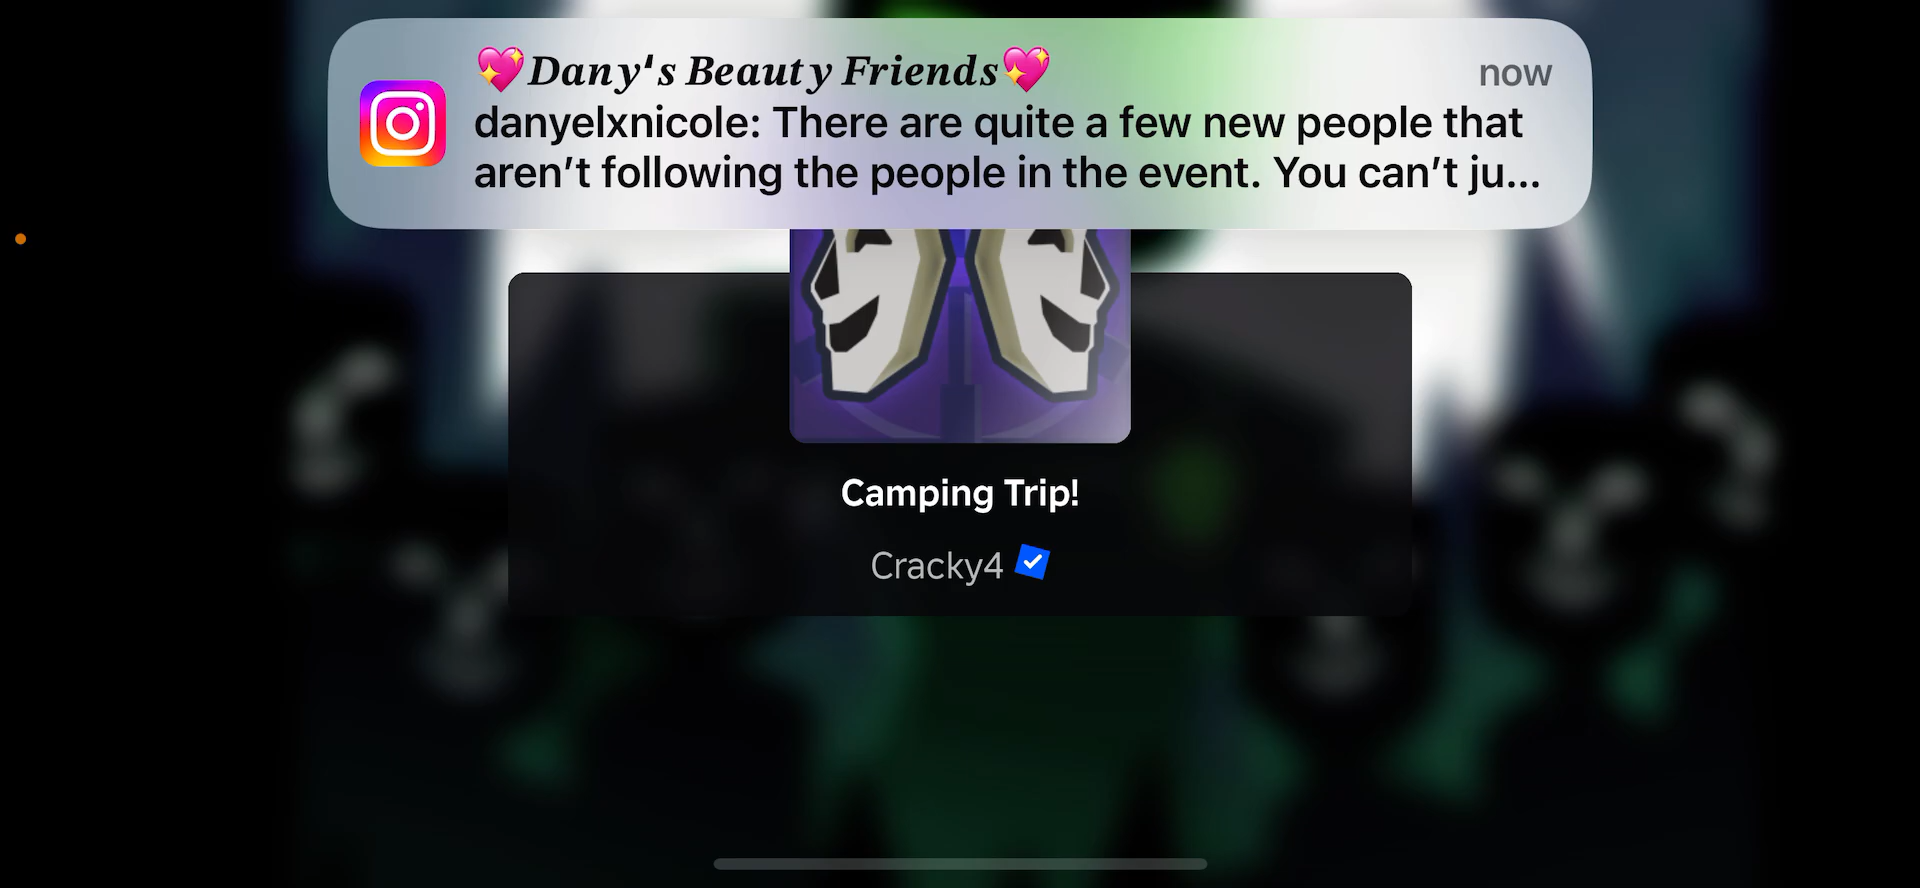 💖Dany's Beauty Friends💖
now
danyelxnicole: There are quite a few new people that
aren’t following the people in the event. You can’t ju...
Camping Trip!
Cracky4